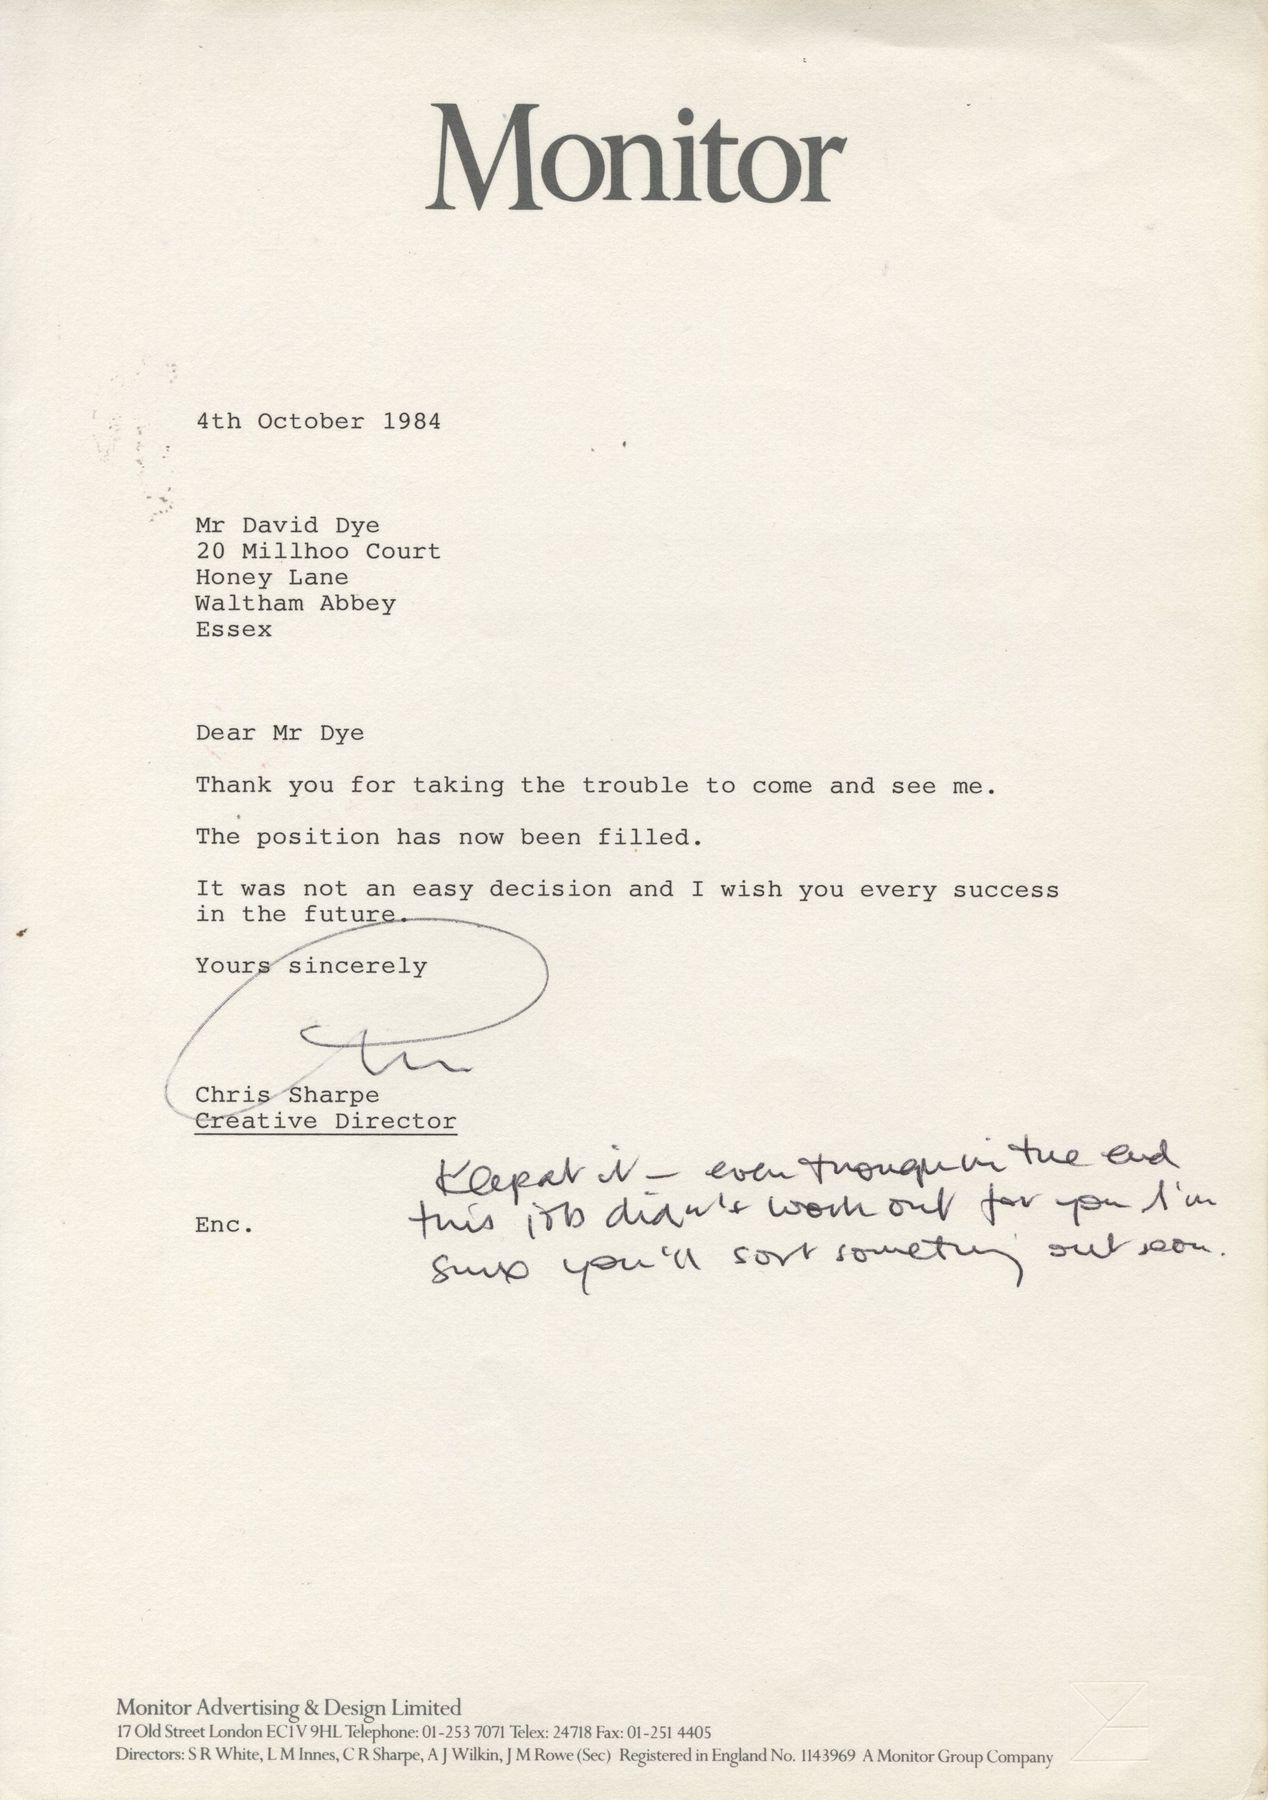 Monitor
4th October 1984
Mr David Dye
20 Millhoo Court
Honey Lane
Waltham Abbey
Essex
Dear Mr Dye
Thank you for taking the trouble to come and see me.
The position has now been filled.
It was not an easy decision and I wish you every success
in the future.
Yours sincerely
Chris Sharpe
Creative Director
Keep at it – even though in the end
this job didn't work out for you I'm
sure you'll sort something out soon.
Enc.
Monitor Advertising & Design Limited
17 Old Street London EC1V 9HL Telephone: 01-253 7071 Telex: 24718 Fax: 01-251 4405
Directors: S R White, L M Innes, C R Sharpe, A J Wilkin, J M Rowe (Sec) Registered in England No. 1143969 A Monitor Group Company